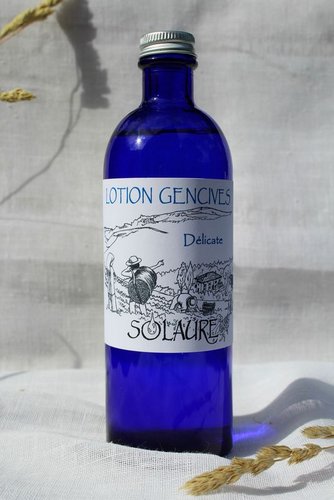 LOTION GENCIVES
Délicate
SOLAURE